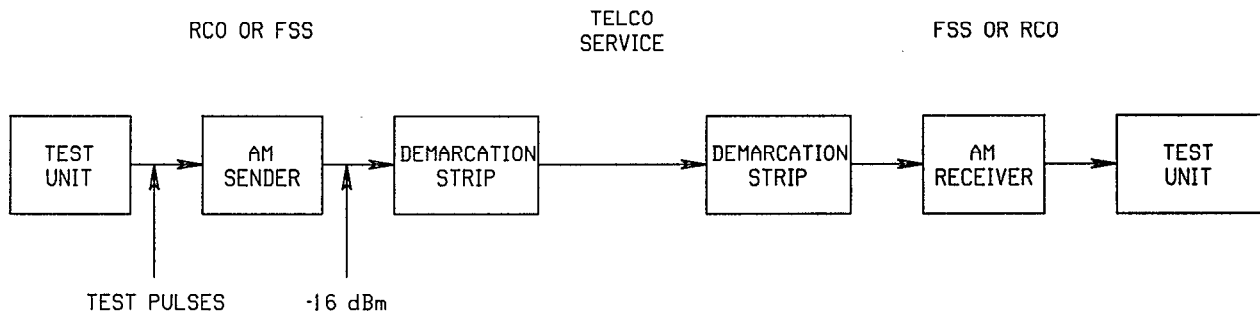 RCO OR FSS
TELCO
SERVICE
FSS OR RCO
TEST
UNIT
AM
SENDER
DEMARCATION
STRIP
DEMARCATION
STRIP
AM
RECEIVER
TEST
UNIT
TEST PULSES
-16 dBm